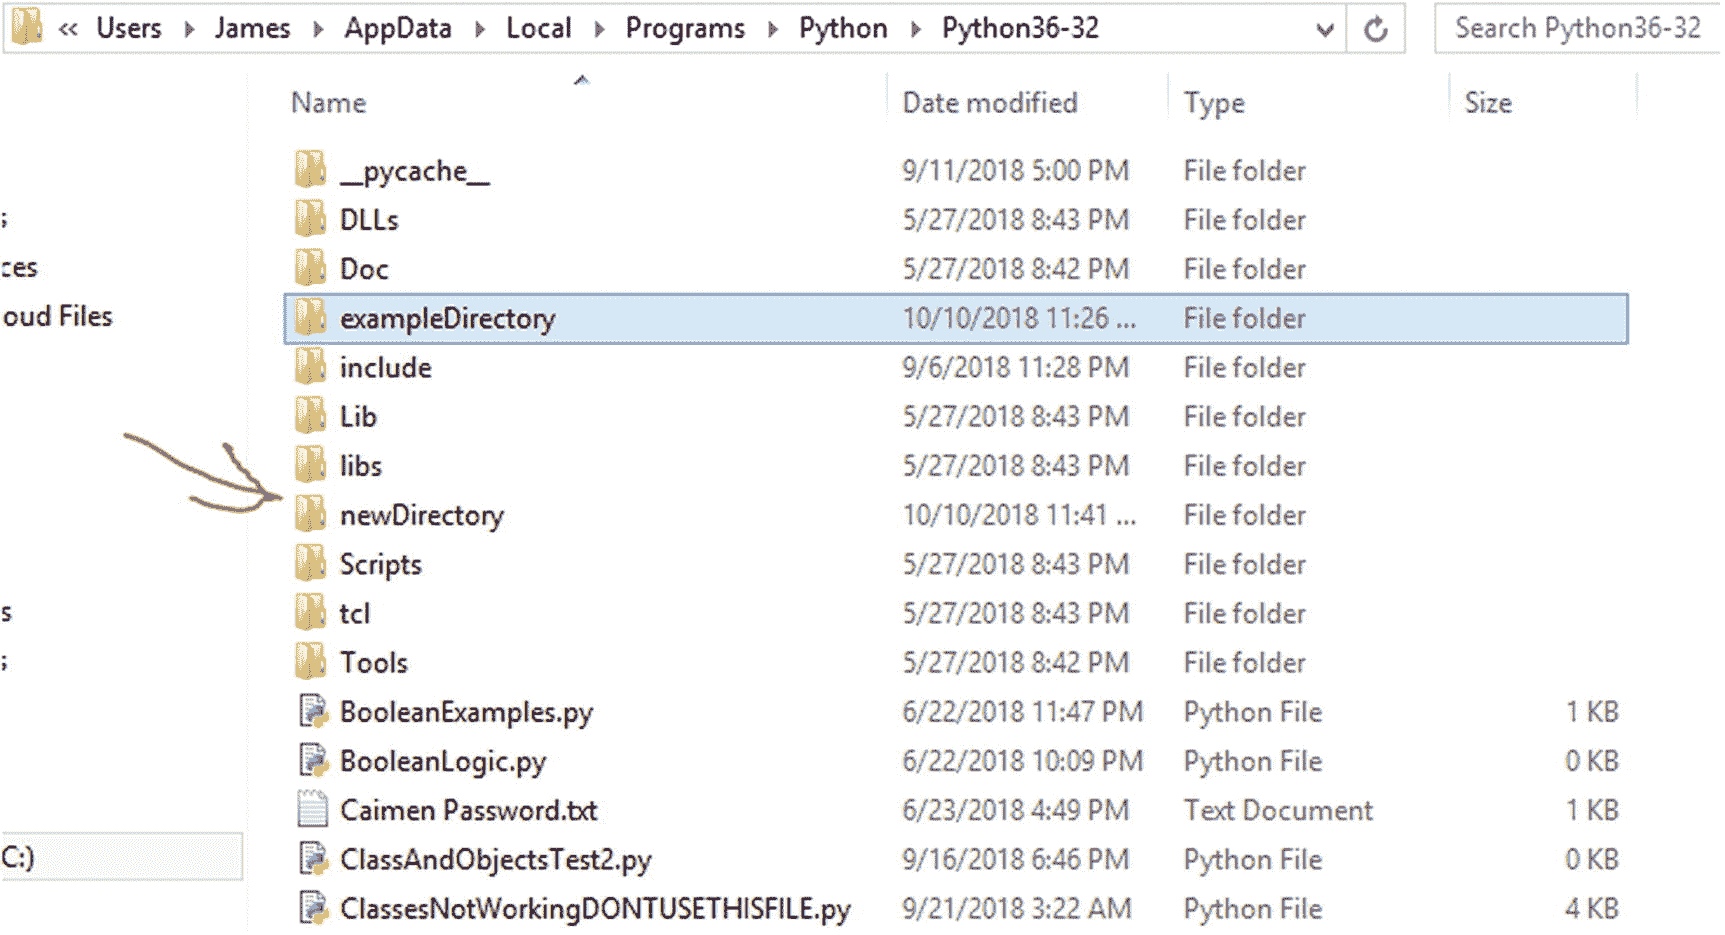 « Users ▸ James ▸ AppData ▸ Local ▸ Programs ▸ Python ▸ Python36-32 Search Python36-32
Name Date modified Type Size
__pycache__ 9/11/2018 5:00 PM File folder
DLLs 5/27/2018 8:43 PM File folder
ces Doc 5/27/2018 8:42 PM File folder
oud Files exampleDirectory 10/10/2018 11:26 ... File folder
include 9/6/2018 11:28 PM File folder
Lib 5/27/2018 8:43 PM File folder
libs 5/27/2018 8:43 PM File folder
newDirectory 10/10/2018 11:41 ... File folder
Scripts 5/27/2018 8:43 PM File folder
s tcl 5/27/2018 8:43 PM File folder
Tools 5/27/2018 8:42 PM File folder
BooleanExamples.py 6/22/2018 11:47 PM Python File 1 KB
BooleanLogic.py 6/22/2018 10:09 PM Python File 0 KB
Caimen Password.txt 6/23/2018 4:49 PM Text Document 1 KB
C:) ClassAndObjectsTest2.py 9/16/2018 6:46 PM Python File 0 KB
ClassesNotWorkingDONTUSETHISFILE.py 9/21/2018 3:22 AM Python File 4 KB